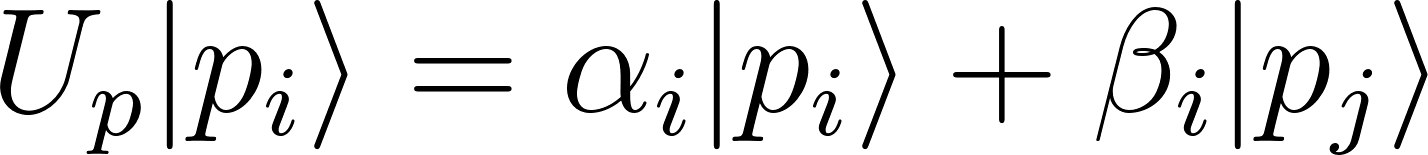 U_p|p_i⟩ = α_i|p_i⟩ + β_i|p_j⟩